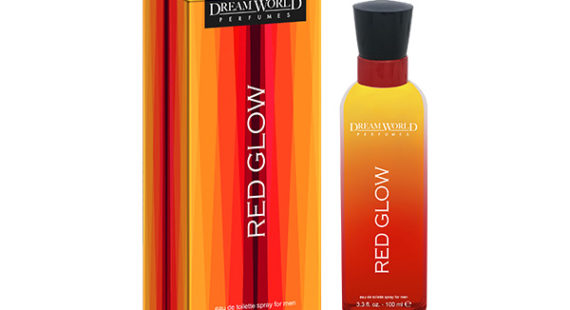 DREAMWORLD
PERFUMES
RED GLOW
eau de toilette spray for men
DREAMWORLD
PERFUMES
RED GLOW
eau de toilette spray for men
3.3 fl. oz. - 100 ml ℮